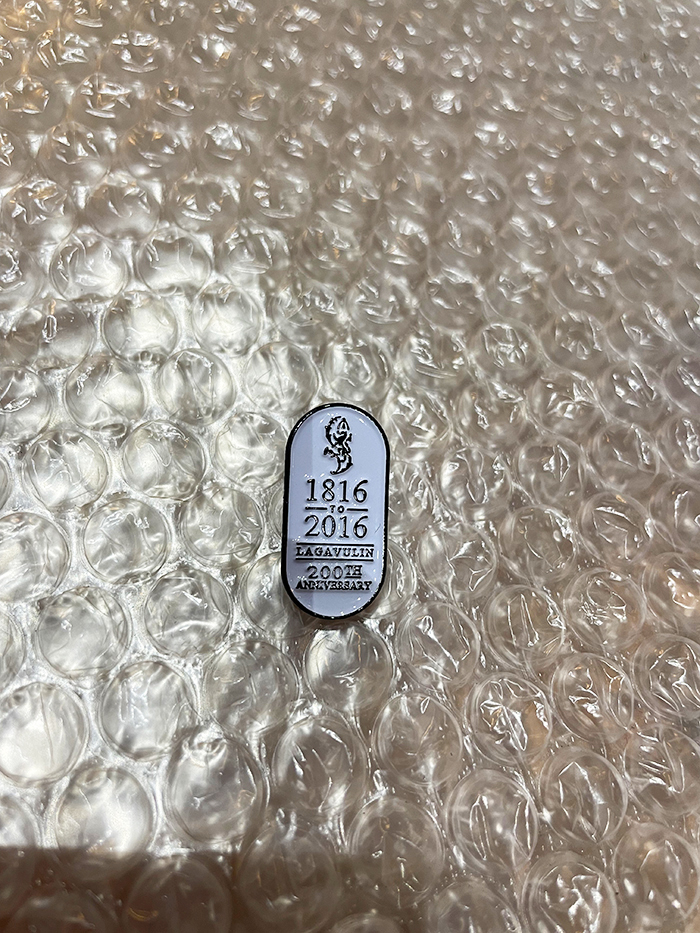 1816
TO
2016
LAGAVULIN
200TH
ANNIVERSARY